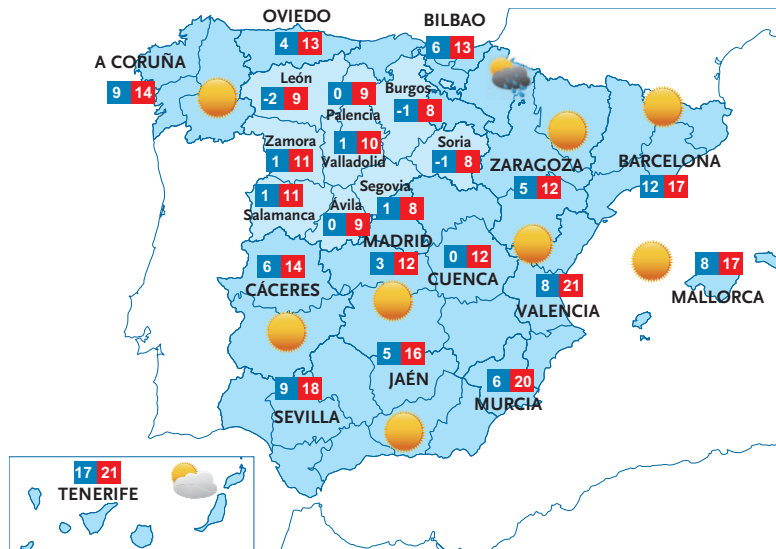 OVIEDO
4 13
BILBAO
6 13
A CORUÑA
9 14
León
-2 9
0 9
Palencia
Burgos
-1 8
Zamora
1 11
1 10
Valladolid
Soria
-1 8
ZARAGOZA
5 12
BARCELONA
12 17
1 11
Salamanca
Segovia
1 8
Ávila
0 9
MADRID
3 12
0 12
CUENCA
6 14
CÁCERES
8 21
VALENCIA
8 17
MALLORCA
5 16
JAÉN
6 20
MURCIA
9 18
SEVILLA
17 21
TENERIFE